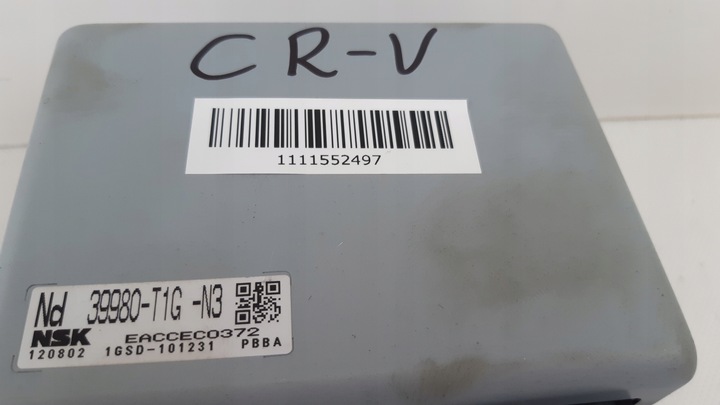 CR-V
1111552497
Nd 39980-T1G -N3
NSK EACCEC0372
120802 1GSD-101231 PBBA